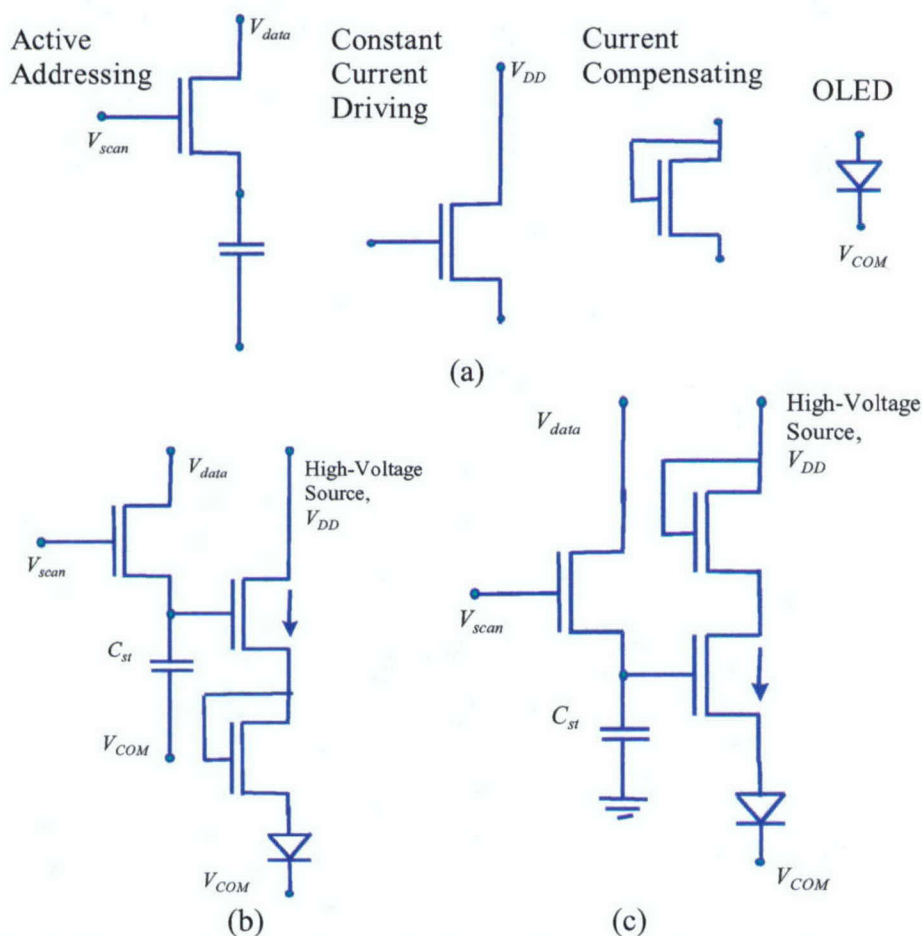 Active
Addressing
V_data
V_scan
Constant
Current
Driving
V_DD
Current
Compensating
OLED
V_COM
(a)
V_data
V_scan
C_st
V_COM
High-Voltage
Source,
V_DD
V_COM
(b)
V_data
V_scan
C_st
High-Voltage
Source,
V_DD
V_COM
(c)